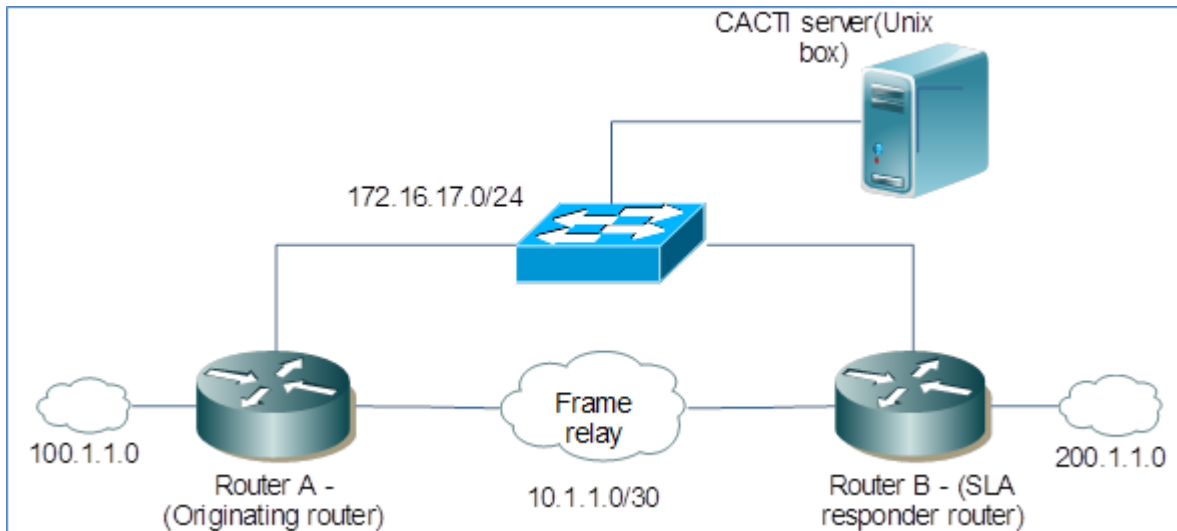 CACTI server(Unix
box)
172.16.17.0/24
Frame
relay
100.1.1.0
200.1.1.0
Router A -
(Originating router)
10.1.1.0/30
Router B - (SLA
responder router)